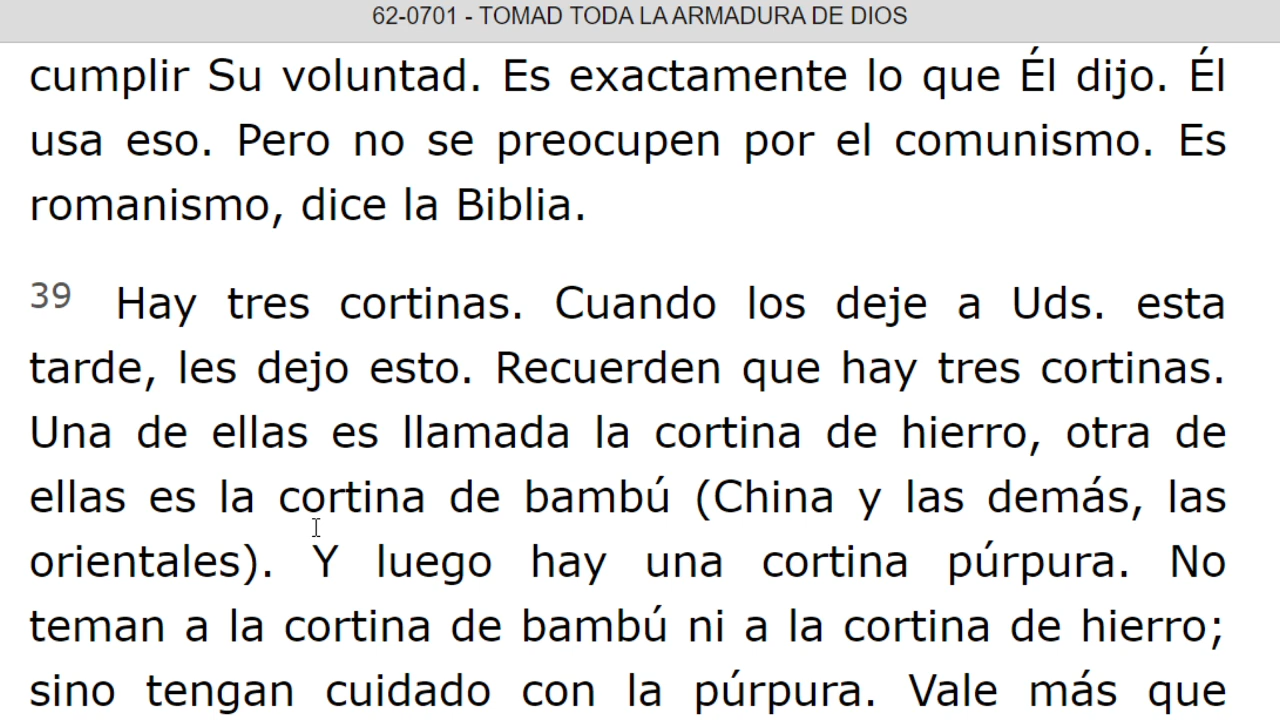 62-0701 - TOMAD TODA LA ARMADURA DE DIOS
cumplir Su voluntad. Es exactamente lo que Él dijo. Él
usa eso. Pero no se preocupen por el comunismo. Es
romanismo, dice la Biblia.
39 Hay tres cortinas. Cuando los deje a Uds. esta
tarde, les dejo esto. Recuerden que hay tres cortinas.
Una de ellas es llamada la cortina de hierro, otra de
ellas es la cortina de bambú (China y las demás, las
orientales). Y luego hay una cortina púrpura. No
teman a la cortina de bambú ni a la cortina de hierro;
sino tengan cuidado con la púrpura. Vale más que